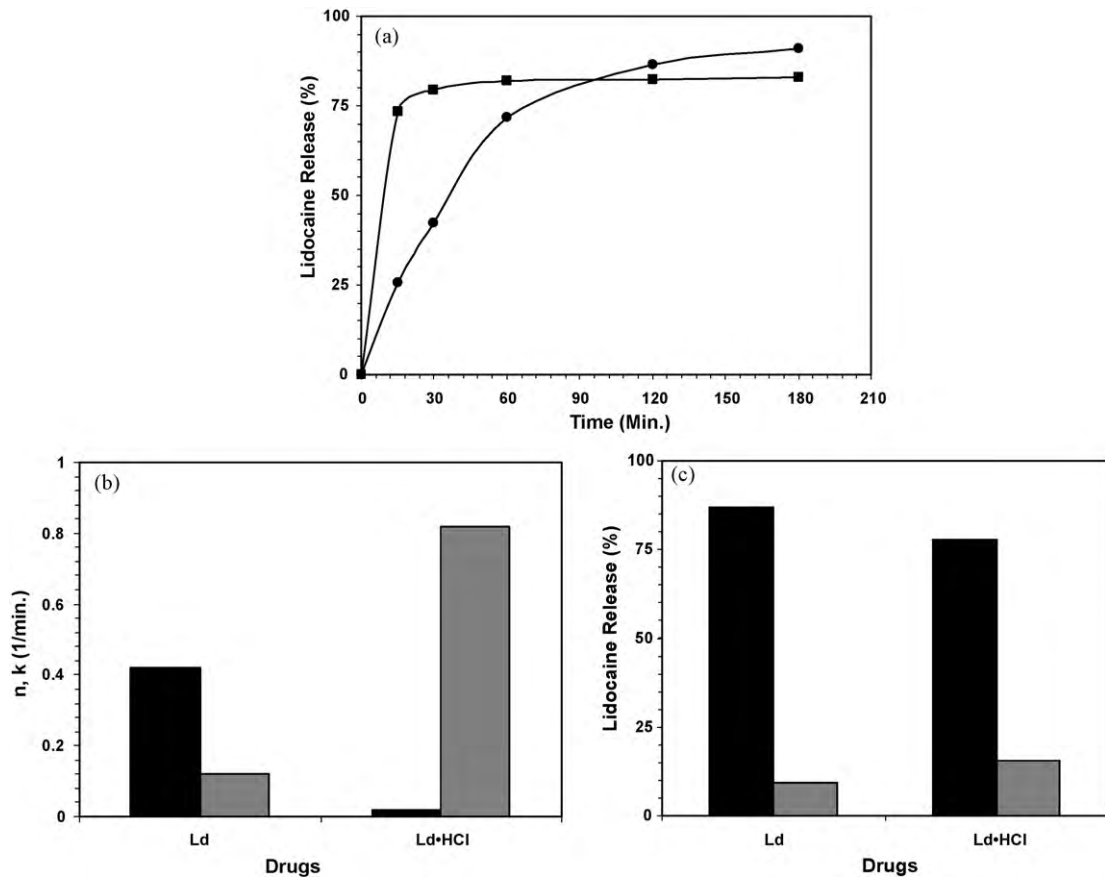 (a)
Lidocaine Release (%)
100
75
50
25
0
0 30 60 90 120 150 180 210
Time (Min.)
(b)
n, k (1/min.)
1
0.8
0.6
0.4
0.2
0
Ld Ld•HCl
Drugs
(c)
Lidocaine Release (%)
100
75
50
25
0
Ld Ld•HCl
Drugs